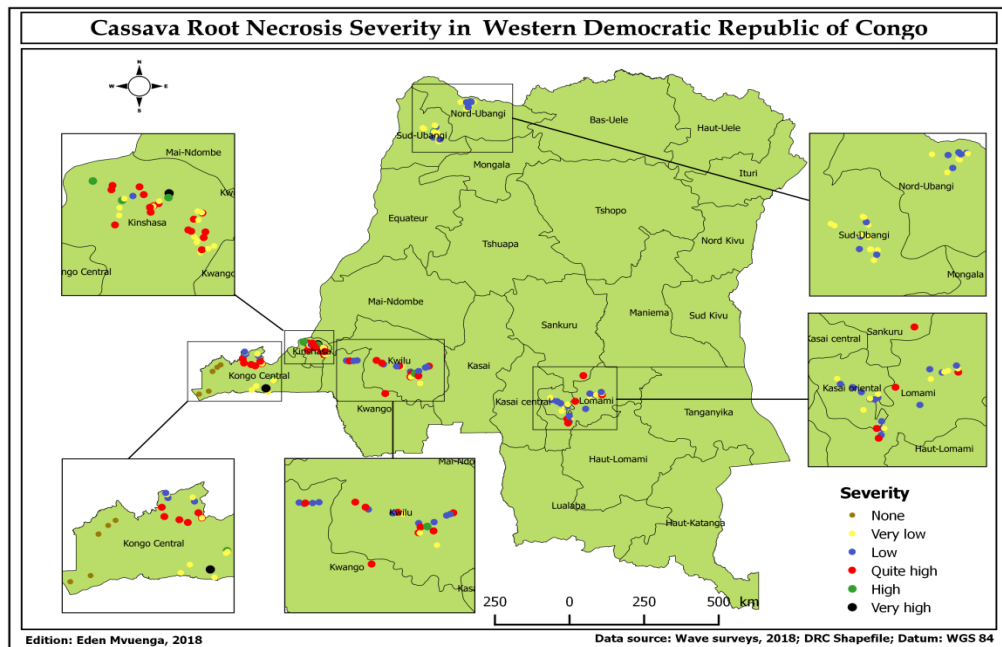 Cassava Root Necrosis Severity in Western Democratic Republic of Congo
N
W E
S
Nord-Ubangi
Sud-Ubangi
Bas-Uele
Haut-Uele
Mongala
Ituri
Equateur
Tshopo
Tshuapa
Nord Kivu
Mai-Ndombe
Sankuru
Maniema
Sud Kivu
Kinshasa
Kongo Central
Kwilu
Kasai
Kwango
Kasai central
Lomami
Tanganyika
Haut-Lomami
Lualaba
Haut-Katanga
Mai-Ndombe
Kw
Kinshasa
ongo Central
Kwango
Nord-Ubangi
Sud-Ubangi
Mongala
Sankuru
Kasai central
Kasai oriental
Lomami
Haut-Lomami
Kongo Central
Mai-Ndo
Kwilu
Kwango
Kasa
Severity
None
Very low
Low
Quite high
High
Very high
250 0 250 500 km
Edition: Eden Mvuenga, 2018
Data source: Wave surveys, 2018; DRC Shapefile; Datum: WGS 84